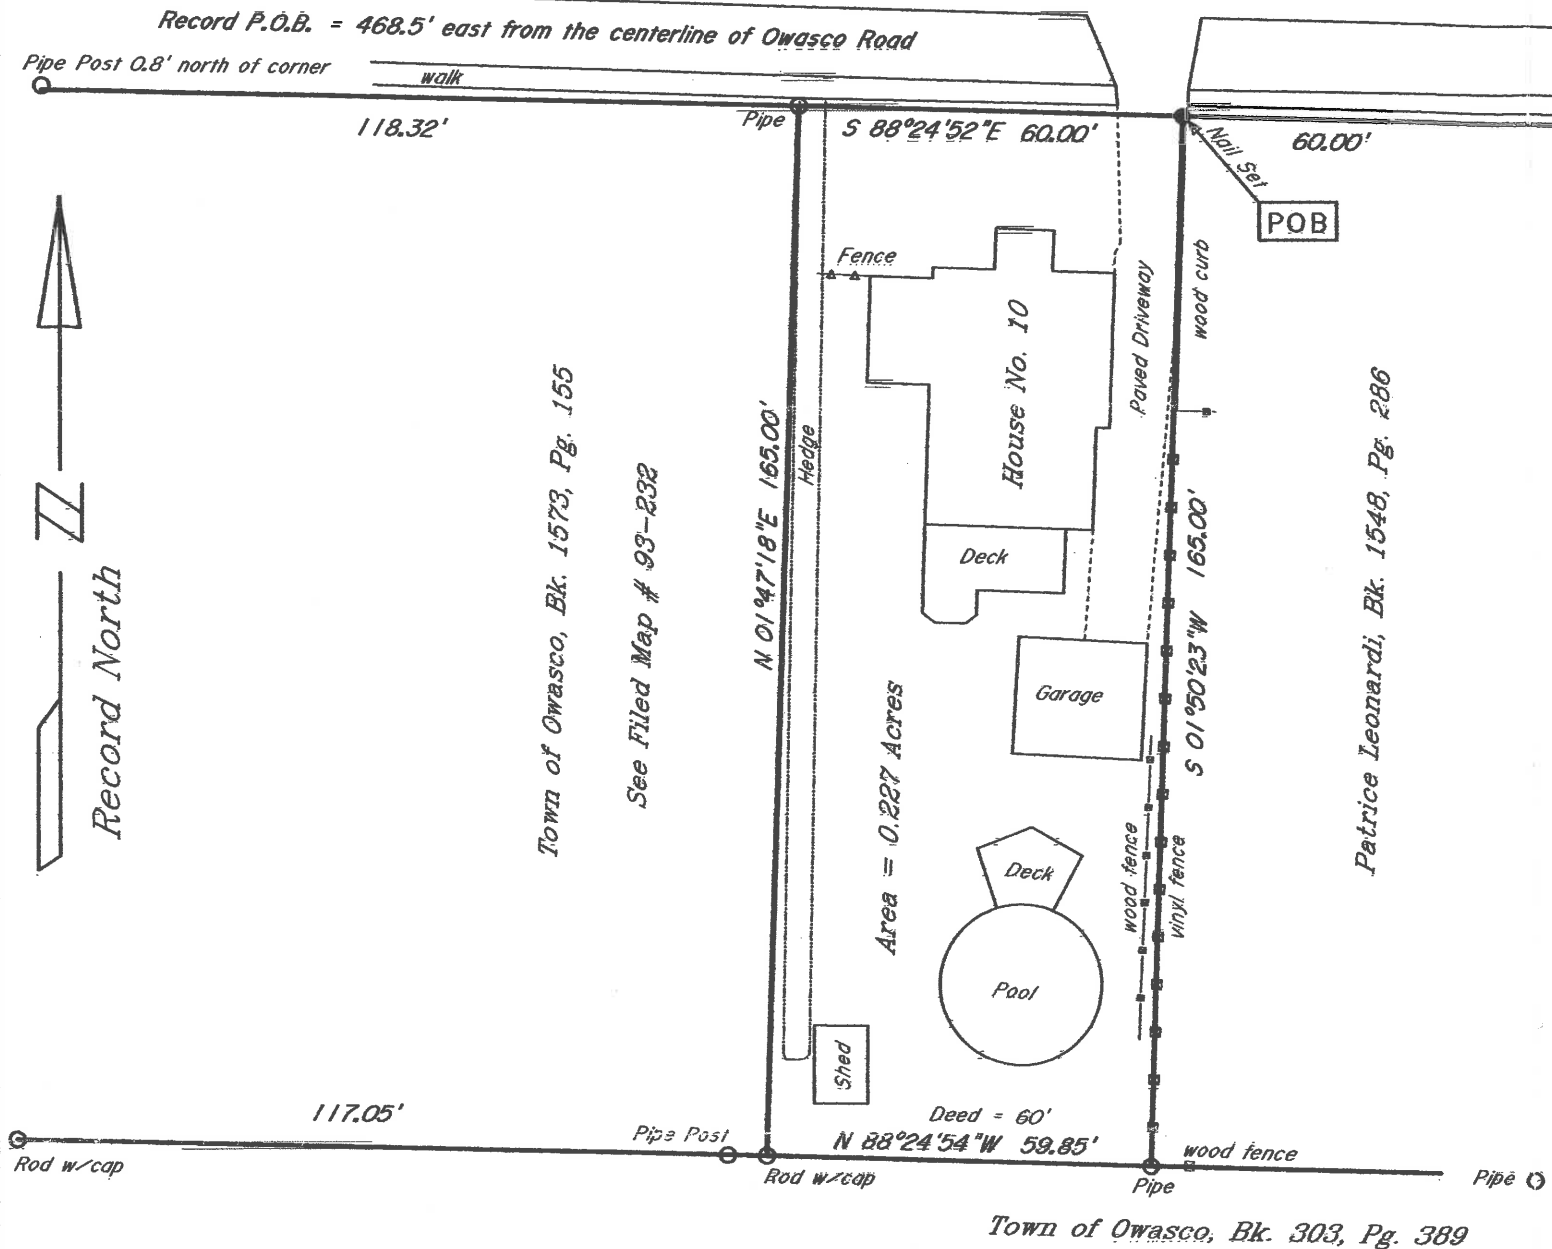 Record P.O.B. = 468.5' east from the centerline of Owasco Road
Pipe Post 0.8' north of corner
walk
118.32'
Pipe
S 88°24'52"E 60.00'
Nail Set
60.00'
POB
Fence
House No. 10
Paved Driveway
wood curb
Hedge
N 01°47'18"E 165.00'
Town of Owasco, Bk. 1573, Pg. 155
See Filed Map # 93-232
N
Record North
Deck
Garage
S 01°50'23"W 165.00'
Patrice Leonardi, Bk. 1548, Pg. 286
Area = 0.227 Acres
Deck
wood fence
vinyl fence
Pool
Shed
117.05'
Pipe Post
Deed = 60'
N 88°24'54"W 59.85'
wood fence
Rod w/cap
Rod w/cap
Pipe
Pipe
Town of Owasco, Bk. 303, Pg. 389